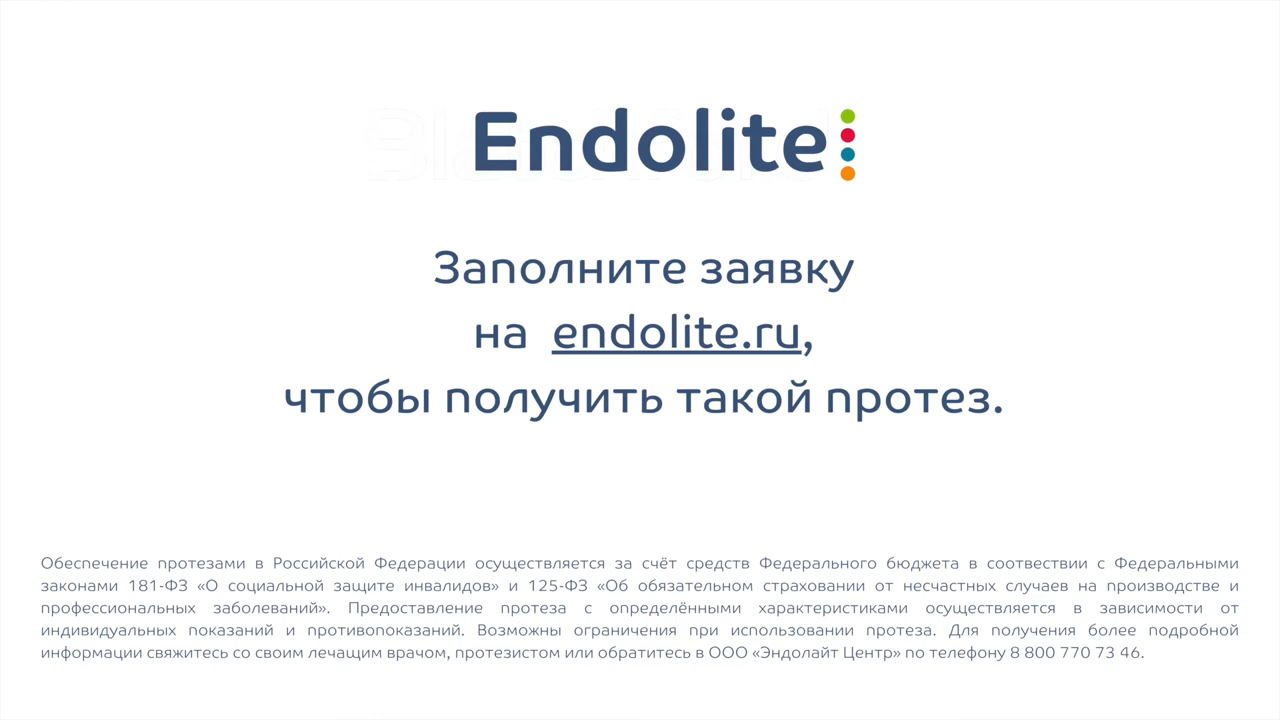 Endolite
Заполните заявку
на endolite.ru,
чтобы получить такой протез.
Обеспечение протезами в Российской Федерации осуществляется за счёт средств Федерального бюджета в соотвествии с Федеральными
законами 181-ФЗ «О социальной защите инвалидов» и 125-ФЗ «Об обязательном страховании от несчастных случаев на производстве и
профессиональных заболеваний». Предоставление протеза с определёнными характеристиками осуществляется в зависимости от
индивидуальных показаний и противопоказаний. Возможны ограничения при использовании протеза. Для получения более подробной
информации свяжитесь со своим лечащим врачом, протезистом или обратитесь в ООО «Эндолайт Центр» по телефону 8 800 770 73 46.